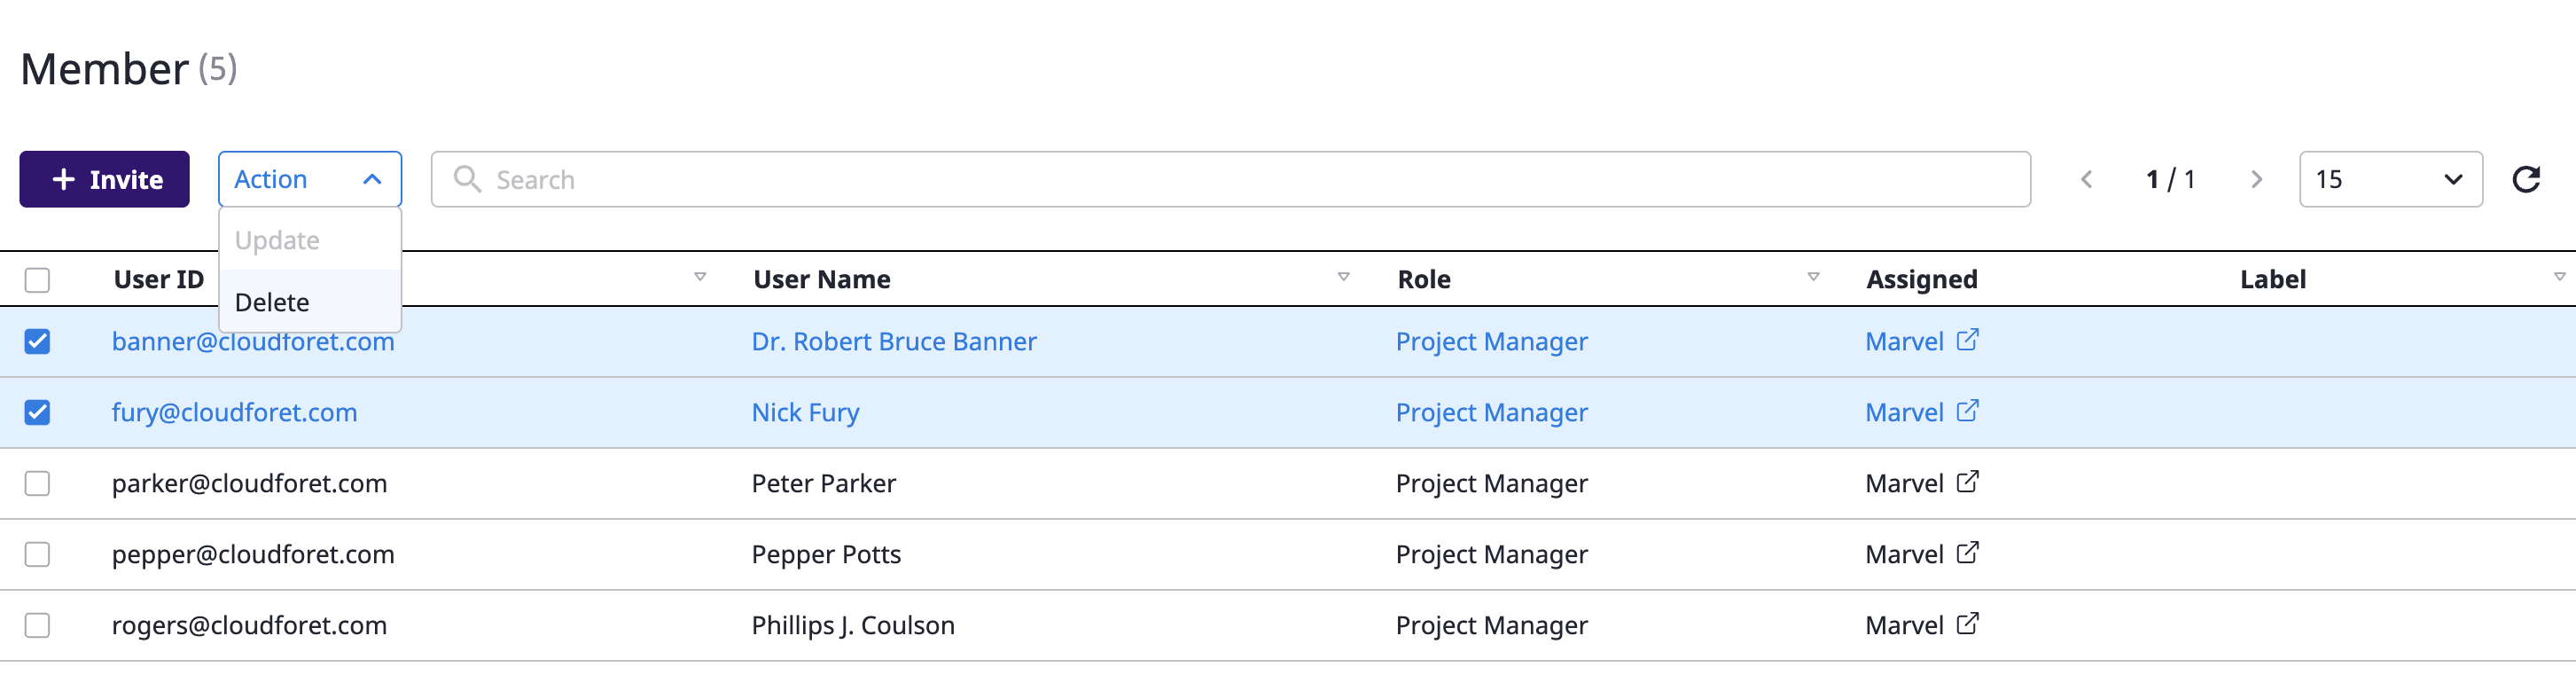 Member (5)
+ Invite Action Search 1 / 1 15
Update
Delete
User ID User Name Role Assigned Label
banner@cloudforet.com Dr. Robert Bruce Banner Project Manager Marvel
fury@cloudforet.com Nick Fury Project Manager Marvel
parker@cloudforet.com Peter Parker Project Manager Marvel
pepper@cloudforet.com Pepper Potts Project Manager Marvel
rogers@cloudforet.com Phillips J. Coulson Project Manager Marvel